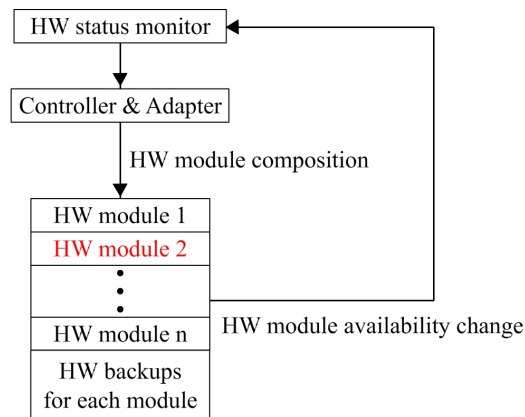 HW status monitor
Controller & Adapter
HW module composition
HW module 1
HW module 2
HW module availability change
HW module n
HW backups
for each module